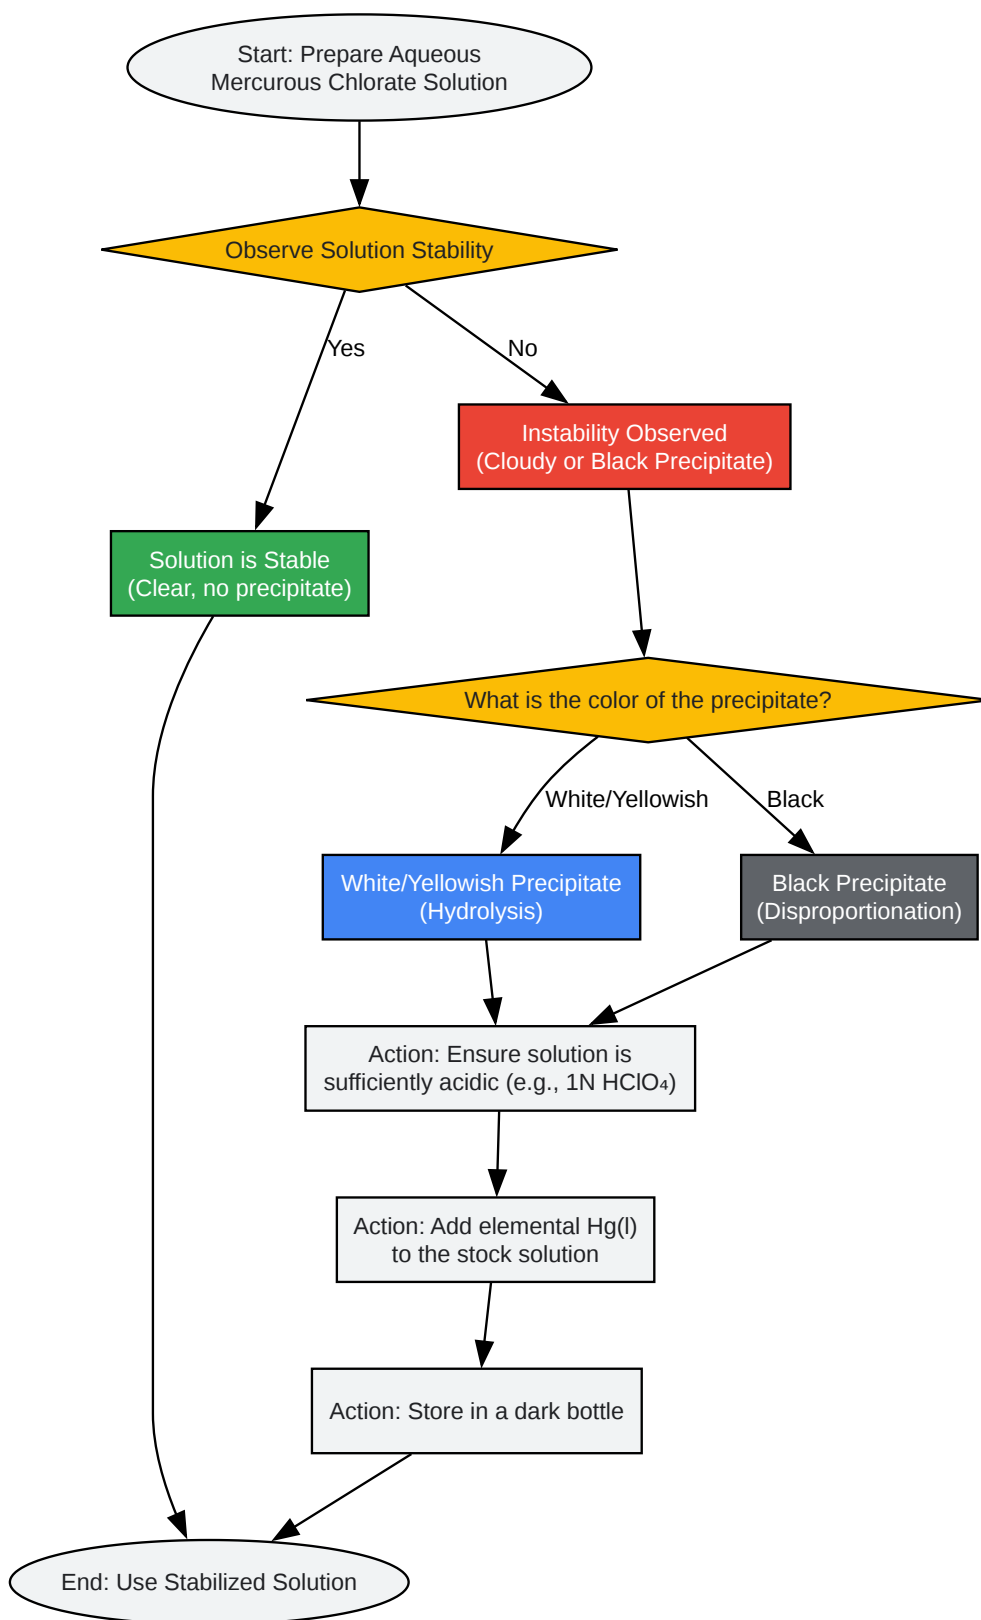 Start: Prepare Aqueous
Mercurous Chlorate Solution
Observe Solution Stability
Yes
No
Instability Observed
(Cloudy or Black Precipitate)
Solution is Stable
(Clear, no precipitate)
What is the color of the precipitate?
White/Yellowish
Black
White/Yellowish Precipitate
(Hydrolysis)
Black Precipitate
(Disproportionation)
Action: Ensure solution is
sufficiently acidic (e.g., 1N HClO₄)
Action: Add elemental Hg(l)
to the stock solution
Action: Store in a dark bottle
End: Use Stabilized Solution